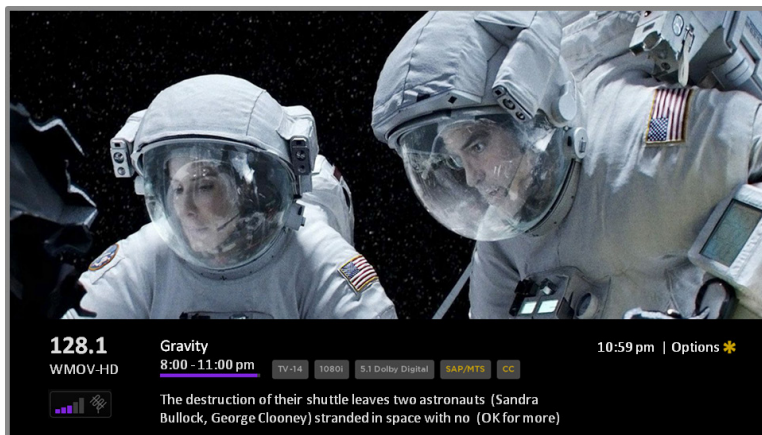 128.1
WMOV-HD
Gravity
8:00 - 11:00 pm
TV-14
1080i
5.1 Dolby Digital
SAP/MTS
CC
10:59 pm | Options *
The destruction of their shuttle leaves two astronauts (Sandra
Bullock, George Clooney) stranded in space with no (OK for more)